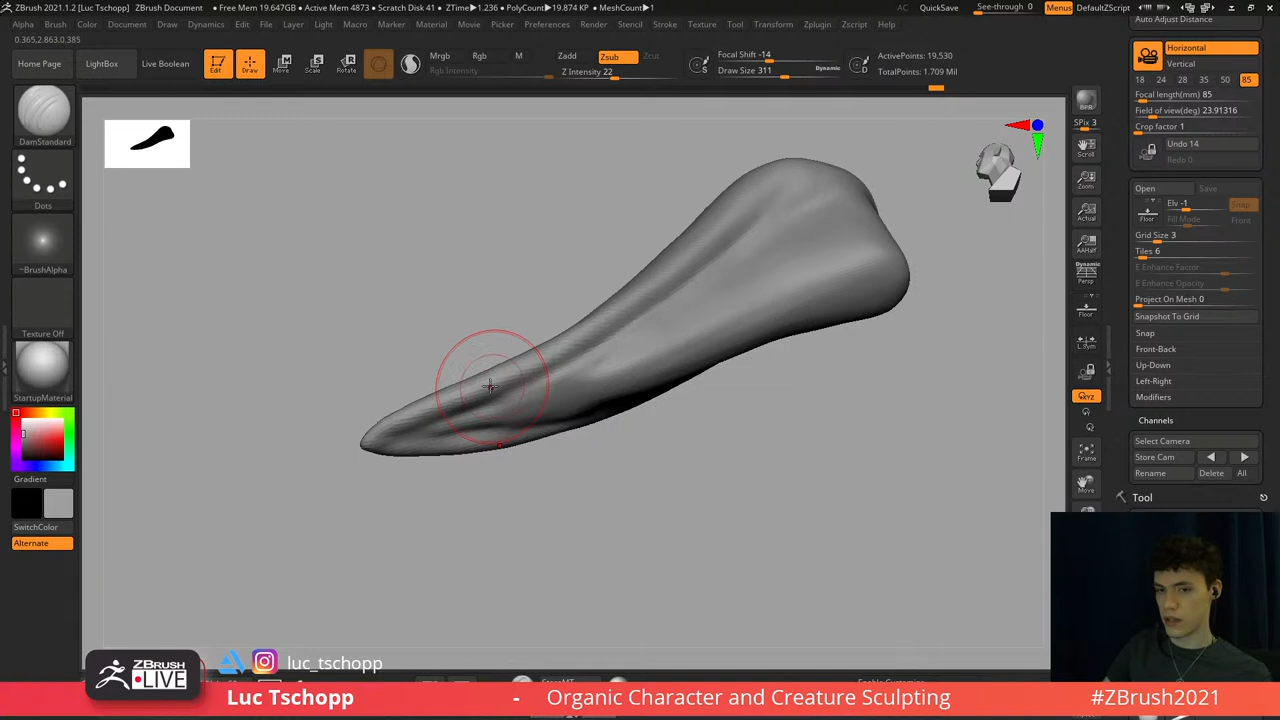 ZBrush 2021.1.2 [Luc Tschopp]   ZBrush Document   • Free Mem 19.647GB • Active Mem 4873 • Scratch Disk 41 • ZTime▸1.236 • PolyCount▸19.874 KP • MeshCount▸1   AC   QuickSave   See-through 0   Menus   DefaultZScript
Alpha Brush Color Document Draw Dynamics Edit File Layer Light Macro Marker Material Movie Picker Preferences Render Stencil Stroke Texture Tool Transform Zplugin Zscript Help
0.365,2.863,0.385
Home Page LightBox Live Boolean Edit Draw Move Scale Rotate
Mrgb Rgb M Zadd Zsub Zcut
Rgb Intensity Z Intensity 22
Focal Shift -14
Draw Size 311 Dynamic
S D
ActivePoints: 19,530
TotalPoints: 1.709 Mil
DamStandard
Dots
~BrushAlpha
Texture Off
StartupMaterial
Gradient
SwitchColor
Alternate
BPR
SPix 3
Scroll
Zoom
Actual
AAHalf
Dynamic
Persp
Floor
L.Sym
XYZ
Frame
Move
Auto Adjust Distance
Horizontal
Vertical
18 24 28 35 50 85
Focal length(mm) 85
Field of view(deg) 23.91316
Crop factor 1
Undo 14
Redo 0
Open Save
Floor Elv -1 Snap
Fill Mode Front
Grid Size 3
Tiles 6
E Enhance Factor
E Enhance Opacity
Project On Mesh 0
Snapshot To Grid
Snap
Front-Back
Up-Down
Left-Right
Modifiers
Channels
Select Camera
Store Cam
Rename Delete All
Tool
ZBRUSH
LIVE
luc_tschopp
Luc Tschopp - Organic Character and Creature Sculpting #ZBrush2021